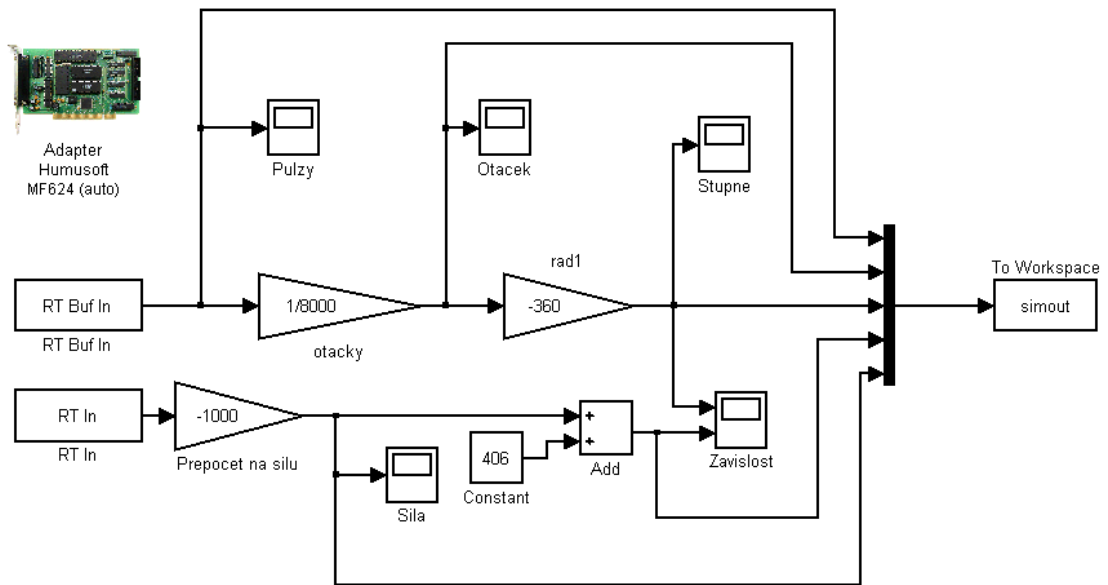 Adapter
Humusoft
MF624 (auto)
Pulzy
Otacek
Stupne
rad1
To Workspace
RT Buf In
1/8000
-360
simout
RT Buf In
otacky
RT In
-1000
+
+
406
RT In
Prepocet na silu
Sila
Constant
Add
Zavislost